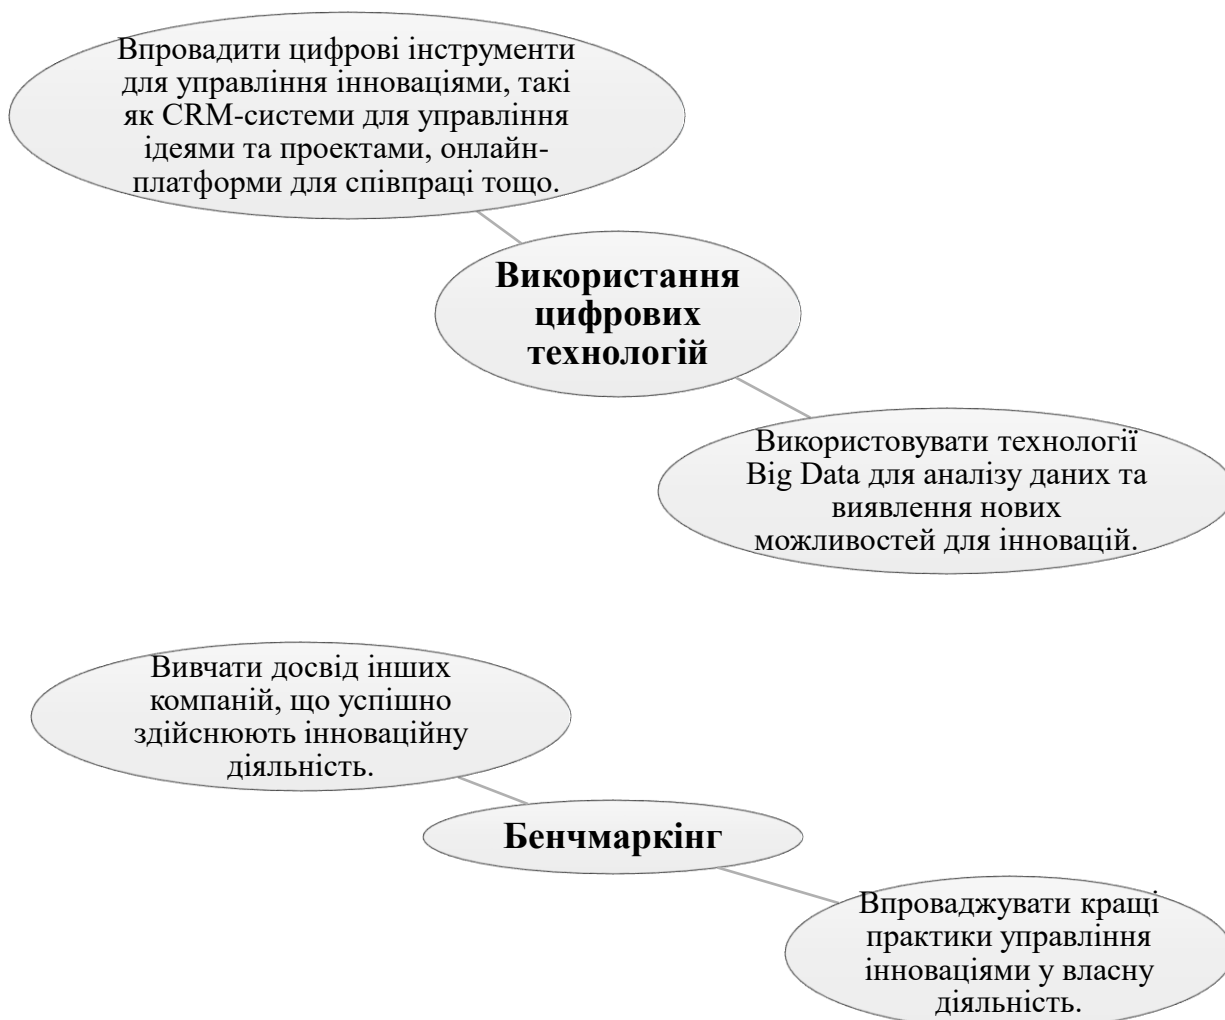 Впровадити цифрові інструменти
для управління інноваціями, такі
як CRM-системи для управління
ідеями та проектами, онлайн-
платформи для співпраці тощо.
Використання
цифрових
технологій
Використовувати технології
Big Data для аналізу даних та
виявлення нових
можливостей для інновацій.
Вивчати досвід інших
компаній, що успішно
здійснюють інноваційну
діяльність.
Бенчмаркінг
Впроваджувати кращі
практики управління
інноваціями у власну
діяльність.